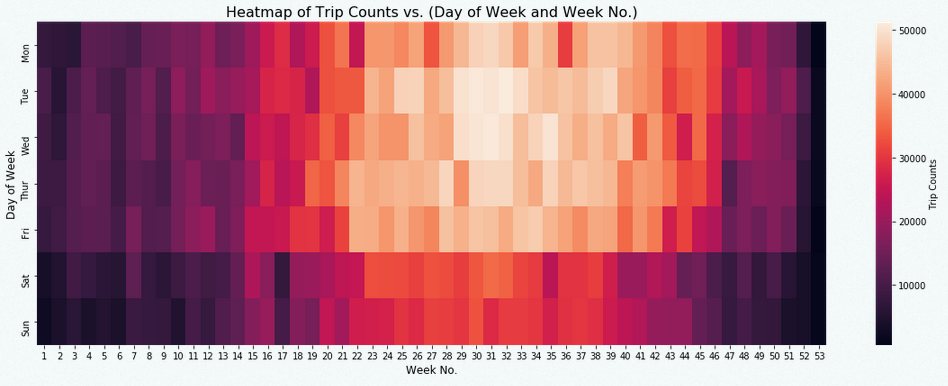 Heatmap of Trip Counts vs. (Day of Week and Week No.)
Day of Week
Mon
Tue
Wed
Thur
Fri
Sat
Sun
1 2 3 4 5 6 7 8 9 10 11 12 13 14 15 16 17 18 19 20 21 22 23 24 25 26 27 28 29 30 31 32 33 34 35 36 37 38 39 40 41 42 43 44 45 46 47 48 49 50 51 52 53
Week No.
50000
40000
30000
20000
10000
Trip Counts